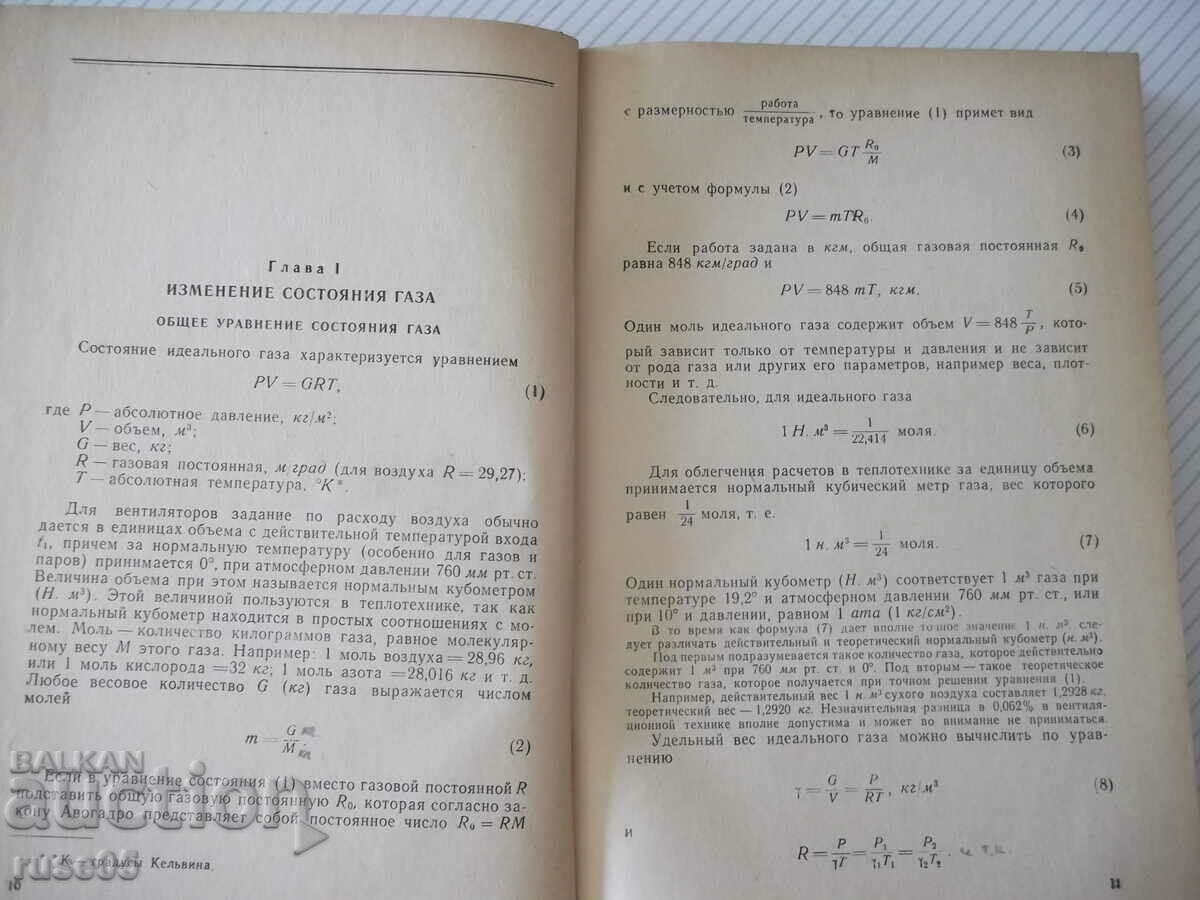 Глава I
ИЗМЕНЕНИЕ СОСТОЯНИЯ ГАЗА
ОБЩЕЕ УРАВНЕНИЕ СОСТОЯНИЯ ГАЗА
Состояние идеального газа характеризуется уравнением
PV = GRT, (1)
где P — абсолютное давление, кг/м²;
V — объем, м³;
G — вес, кг;
R — газовая постоянная, м/град (для воздуха R = 29,27);
T — абсолютная температура, °K*.
Для вентиляторов задание по расходу воздуха обычно
дается в единицах объема с действительной температурой входа
t₁, причем за нормальную температуру (особенно для газов и
паров) принимается 0°, при атмосферном давлении 760 мм рт. ст.
Величина объема при этом называется нормальным кубометром
(Н. м³). Этой величиной пользуются в теплотехнике, так как
нормальный кубометр находится в простых соотношениях с мо-
лем. Моль — количество килограммов газа, равное молекуляр-
ному весу M этого газа. Например: 1 моль воздуха = 28,96 кг,
или 1 моль кислорода = 32 кг; 1 моль азота = 28,016 кг и т. д.
Любое весовое количество G (кг) газа выражается числом
молей
m = G/M (2)
Если в уравнение состояния (1) вместо газовой постоянной R
подставить общую газовую постоянную R₀, которая согласно за-
кону Авогадро представляет собой постоянное число R₀ = RM
* K — градусы Кельвина.
10
с размерностью работа/температура, то уравнение (1) примет вид
PV = GT R₀/M (3)
и с учетом формулы (2)
PV = mTR₀. (4)
Если работа задана в кгм, общая газовая постоянная R₀
равна 848 кгм/град и
PV = 848 mT, кгм. (5)
Один моль идеального газа содержит объем V = 848 T/P, кото-
рый зависит только от температуры и давления и не зависит
от рода газа или других его параметров, например веса, плот-
ности и т. д.
Следовательно, для идеального газа
1 Н. м³ = 1/22,414 моля. (6)
Для облегчения расчетов в теплотехнике за единицу объема
принимается нормальный кубический метр газа, вес которого
равен 1/24 моля, т. е.
1 н. м³ = 1/24 моля. (7)
Один нормальный кубометр (Н. м³) соответствует 1 м³ газа при
температуре 19,2° и атмосферном давлении 760 мм рт. ст., или
при 10° и давлении, равном 1 ата (1 кг/см²).
В то время как формула (7) дает вполне точное значение 1 н. м³, сле-
дует различать действительный и теоретический нормальный кубометр (н. м³).
Под первым подразумевается такое количество газа, которое действительно
содержит 1 м³ при 760 мм рт. ст. и 0°. Под вторым — такое теоретическое
количество газа, которое получается при точном решении уравнения (1).
Например, действительный вес 1 н. м³ сухого воздуха составляет 1,2928 кг,
теоретический вес — 1,2920 кг. Незначительная разница в 0,062% в вентиля-
ционной технике вполне допустима и может во внимание не приниматься.
Удельный вес идеального газа можно вычислить по урав-
нению
γ = G/V = P/RT, кг/м³ (8)
и
R = P/γT = P₁/γ₁T₁ = P₂/γ₂T₂.
11
BALKAN
auction
rus305